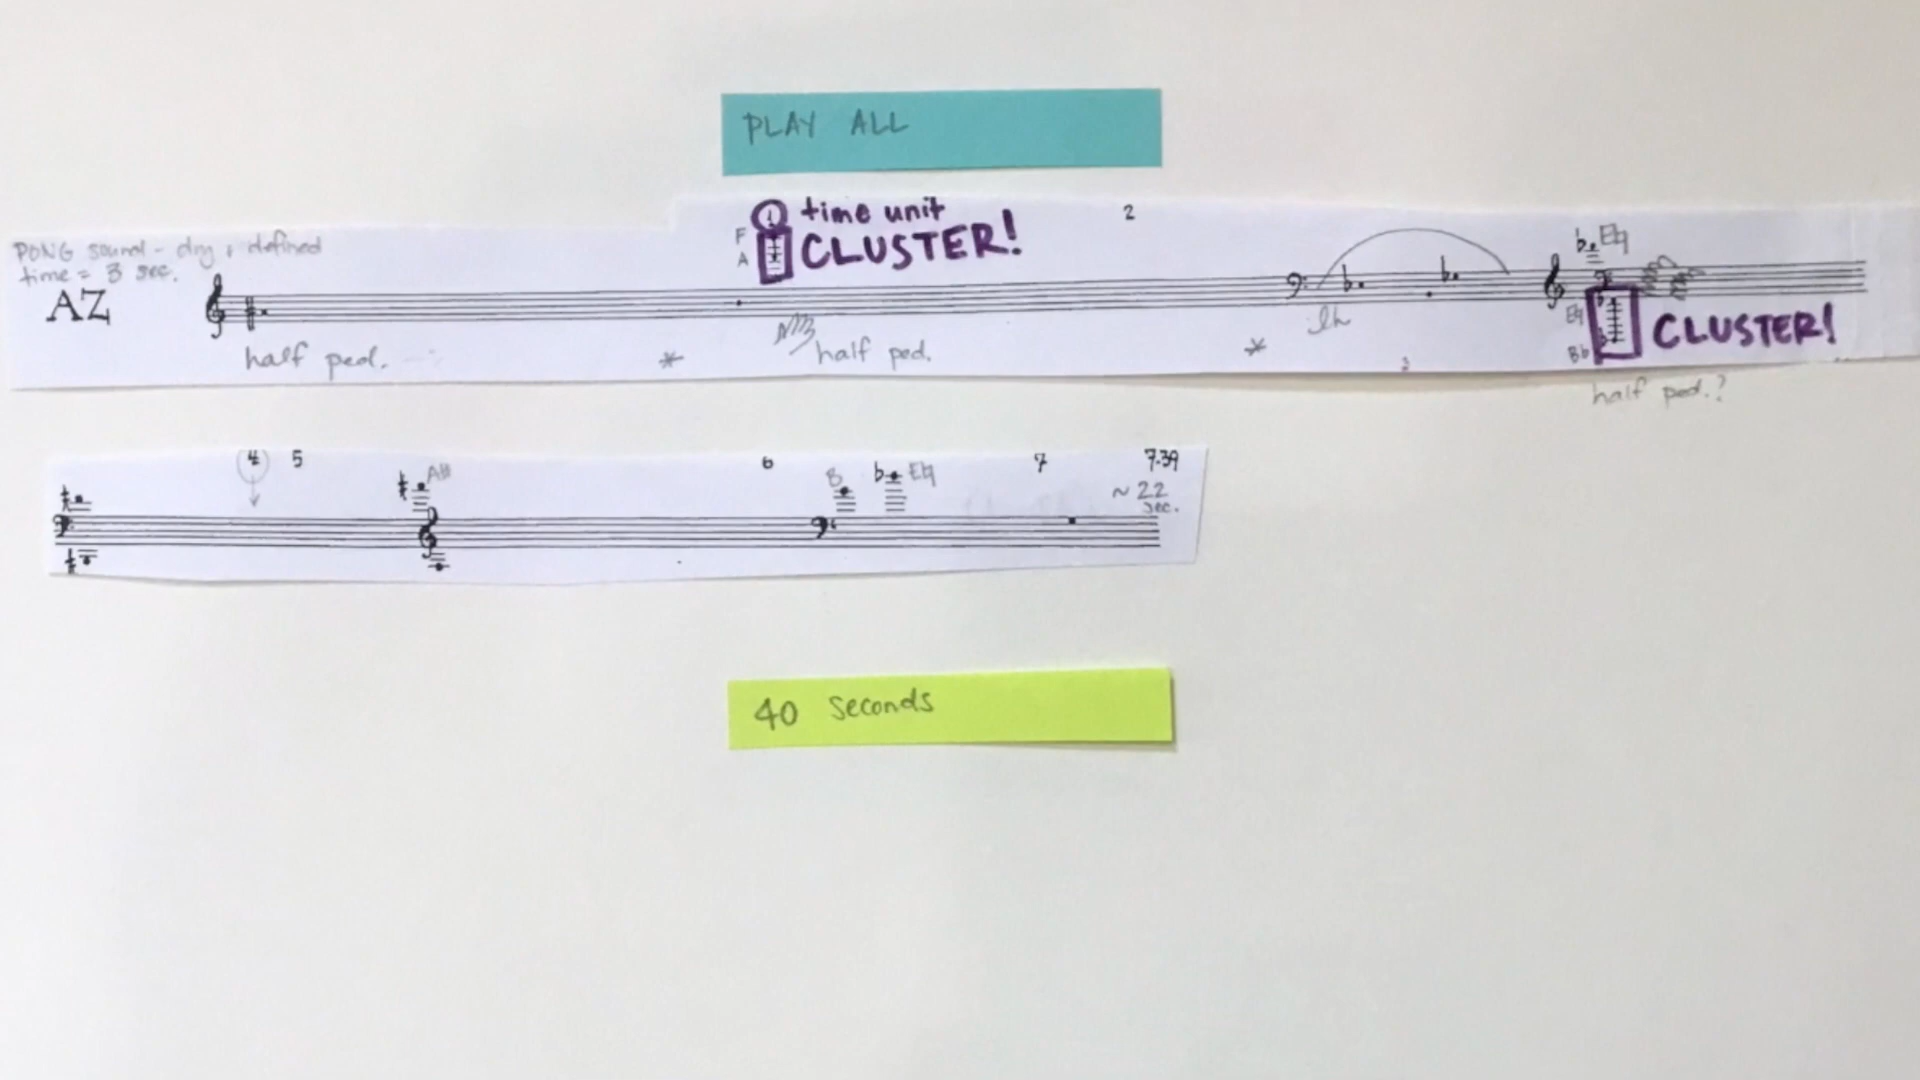 PLAY ALL
1 time unit
F
A
CLUSTER!
2
PONG sound - dry + defined
time = 3 sec.
AZ
half ped.
half ped.
lh
3
E♮
E♮
B♭
CLUSTER!
half ped.?
4
5
6
B
E♮
7
7.39
~ 22
sec.
40 seconds